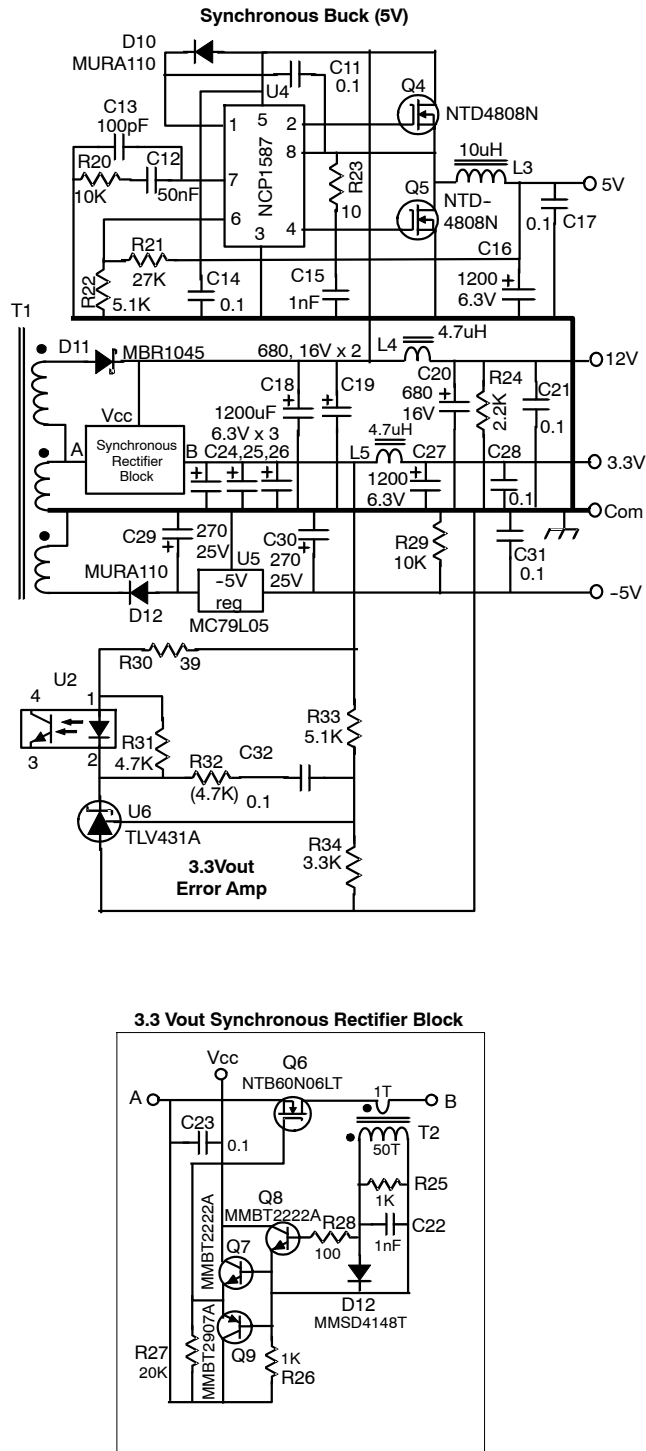 Synchronous Buck (5V)
D10
MURA110
C11
0.1
U4
Q4
NTD4808N
C13
100pF
5
1
2
8
NCP1587
R20
10K
C12
50nF
7
R23
10
10uH
L3
Q5
NTD-
4808N
5V
6
3
4
0.1
C17
R21
27K
C16
R22
5.1K
C14
0.1
C15
1nF
1200
6.3V
+
T1
D11
MBR1045
680, 16V x 2
L4
4.7uH
12V
Vcc
C18
+
C19
+
C20
680
16V
+
R24
2.2K
C21
0.1
1200uF
6.3V x 3
4.7uH
A
Synchronous
Rectifier
Block
B
C24,25,26
+
+
+
L5
C27
1200
6.3V
+
C28
0.1
3.3V
Com
C29
+
270
25V
U5
C30
+
270
25V
R29
10K
C31
0.1
MURA110
D12
-5V
reg
MC79L05
-5V
R30
39
U2
4
1
3
2
R31
4.7K
R33
5.1K
R32
(4.7K)
C32
0.1
U6
TLV431A
R34
3.3K
3.3Vout
Error Amp
3.3 Vout Synchronous Rectifier Block
Vcc
Q6
NTB60N06LT
A
1T
B
C23
0.1
T2
50T
R25
1K
Q8
MMBT2222A
R28
100
C22
1nF
MMBT2222A
Q7
D12
MMSD4148T
MMBT2907A
Q9
R27
20K
1K
R26